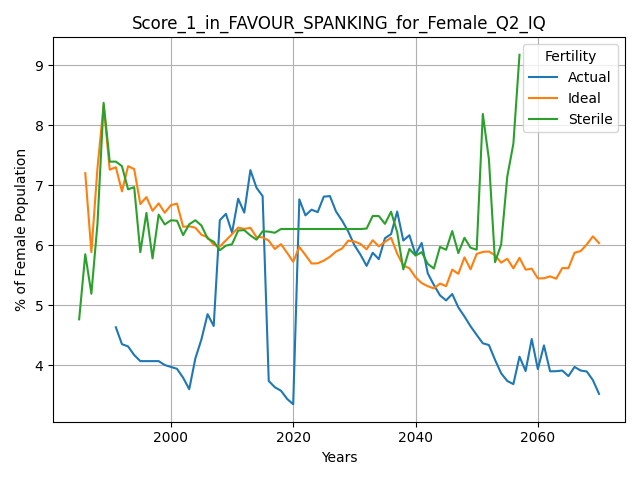 Score_1_in_FAVOUR_SPANKING_for_Female_Q2_IQ
Fertility
Actual
Ideal
Sterile
% of Female Population
9
8
7
6
5
4
2000
2020
2040
2060
Years